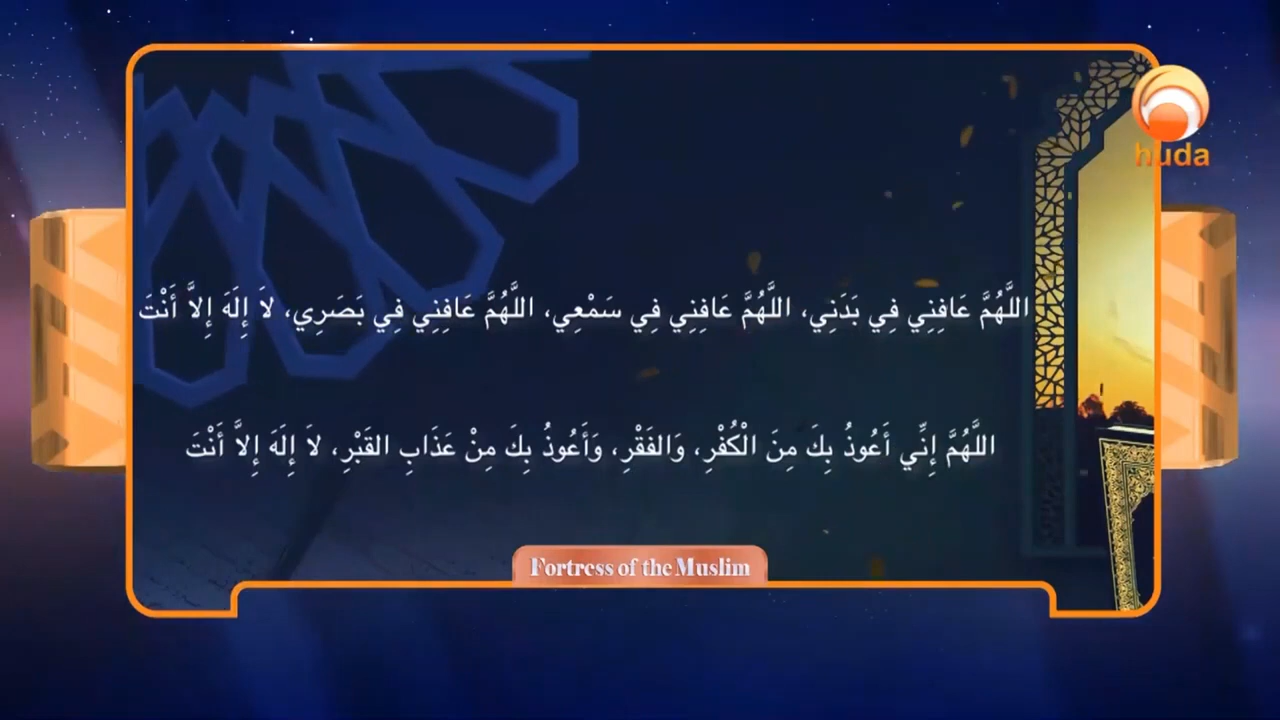 huda
اللَّهُمَّ عَافِنِي فِي بَدَنِي، اللَّهُمَّ عَافِنِي فِي سَمْعِي، اللَّهُمَّ عَافِنِي فِي بَصَرِي، لاَ إِلَهَ إِلاَّ أَنْتَ
اللَّهُمَّ إِنِّي أَعُوذُ بِكَ مِنَ الْكُفْرِ، وَالفَقْرِ، وَأَعُوذُ بِكَ مِنْ عَذَابِ القَبْرِ، لاَ إِلَهَ إِلاَّ أَنْتَ
Fortress of the Muslim